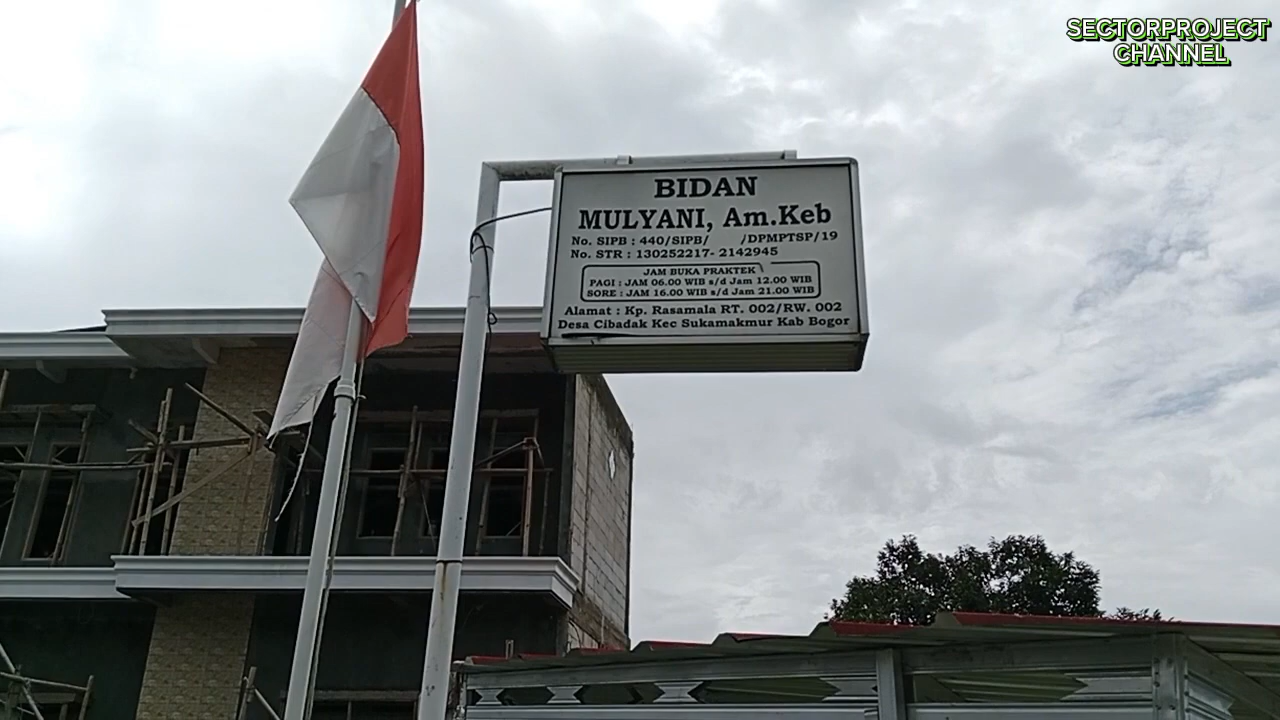 SECTORPROJECT
CHANNEL
BIDAN
MULYANI, Am.Keb
No. SIPB : 440/SIPB/ /DPMPTSP/19
No. STR : 130252217- 2142945
JAM BUKA PRAKTEK
PAGI : JAM 06.00 WIB s/d Jam 12.00 WIB
SORE : JAM 16.00 WIB s/d Jam 21.00 WIB
Alamat : Kp. Rasamala RT. 002/RW. 002
Desa Cibadak Kec Sukamakmur Kab Bogor